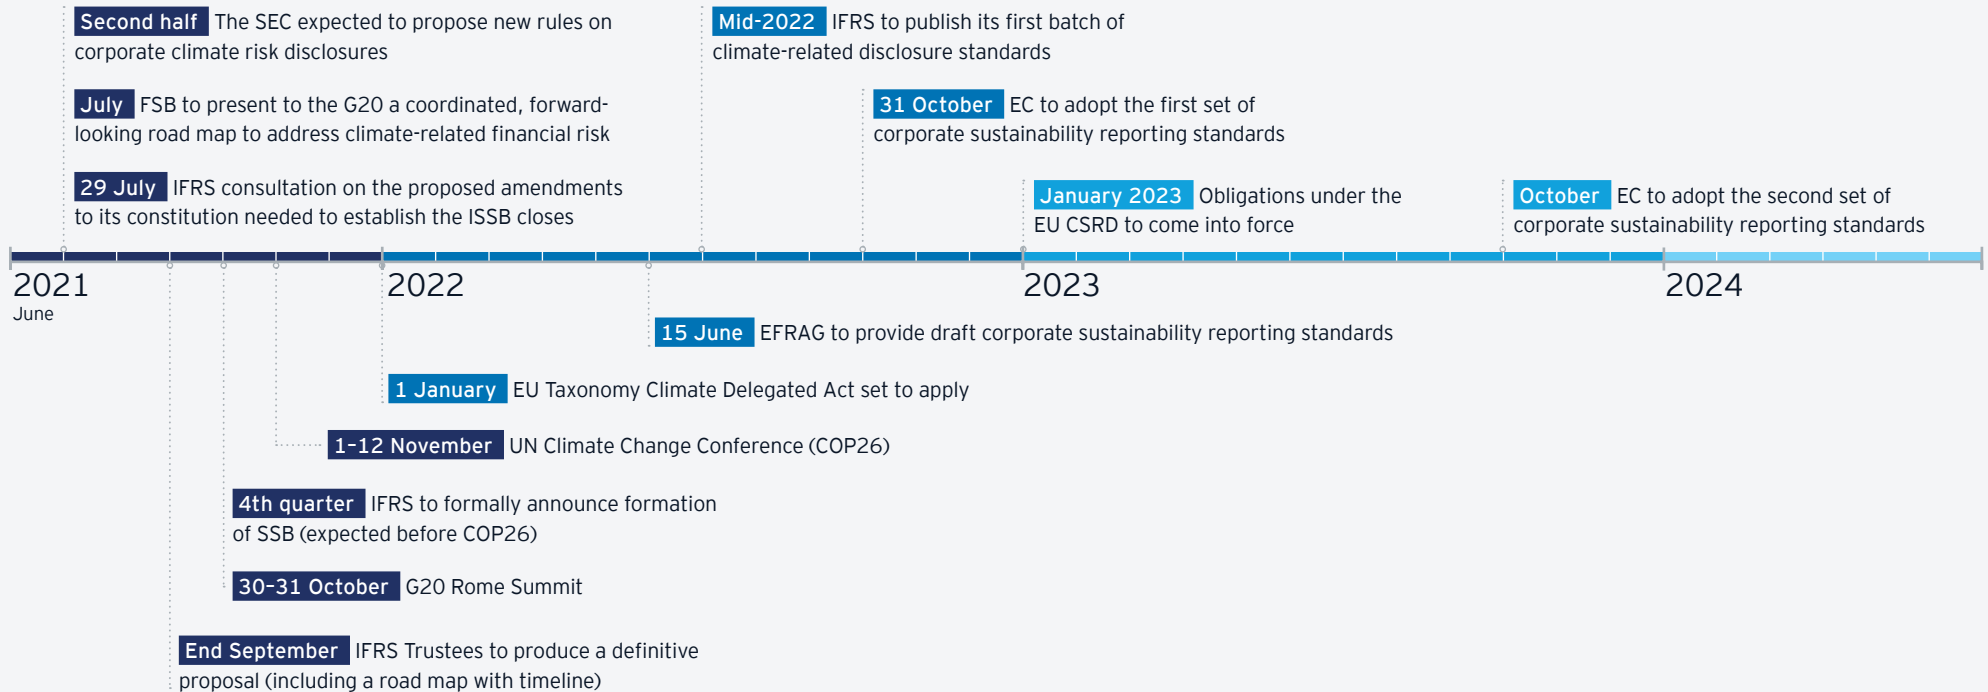 Second half The SEC expected to propose new rules on
corporate climate risk disclosures
July FSB to present to the G20 a coordinated, forward-
looking road map to address climate-related financial risk
29 July IFRS consultation on the proposed amendments
to its constitution needed to establish the ISSB closes
Mid-2022 IFRS to publish its first batch of
climate-related disclosure standards
31 October EC to adopt the first set of
corporate sustainability reporting standards
January 2023 Obligations under the
EU CSRD to come into force
October EC to adopt the second set of
corporate sustainability reporting standards
2021
June
2022
2023
2024
15 June EFRAG to provide draft corporate sustainability reporting standards
1 January EU Taxonomy Climate Delegated Act set to apply
1–12 November UN Climate Change Conference (COP26)
4th quarter IFRS to formally announce formation
of SSB (expected before COP26)
30–31 October G20 Rome Summit
End September IFRS Trustees to produce a definitive
proposal (including a road map with timeline)